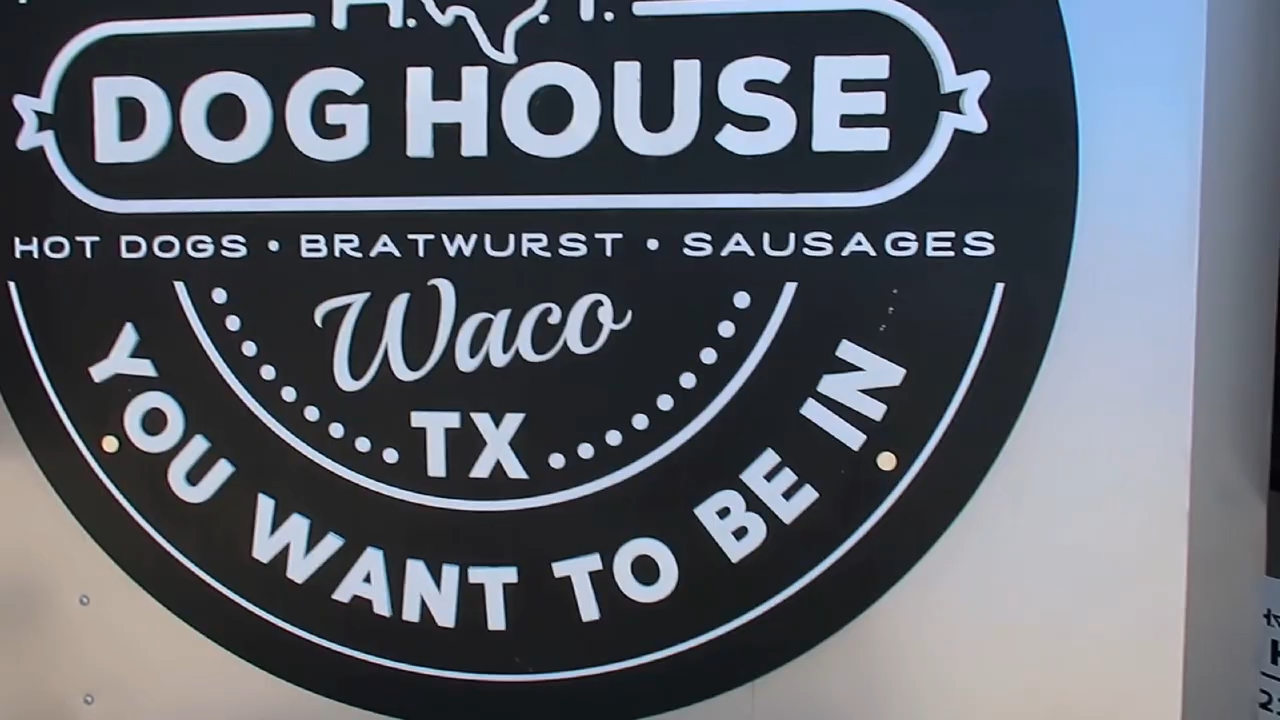 H.O.T.
DOG HOUSE
HOT DOGS • BRATWURST • SAUSAGES
Waco
TX
YOU WANT TO BE IN